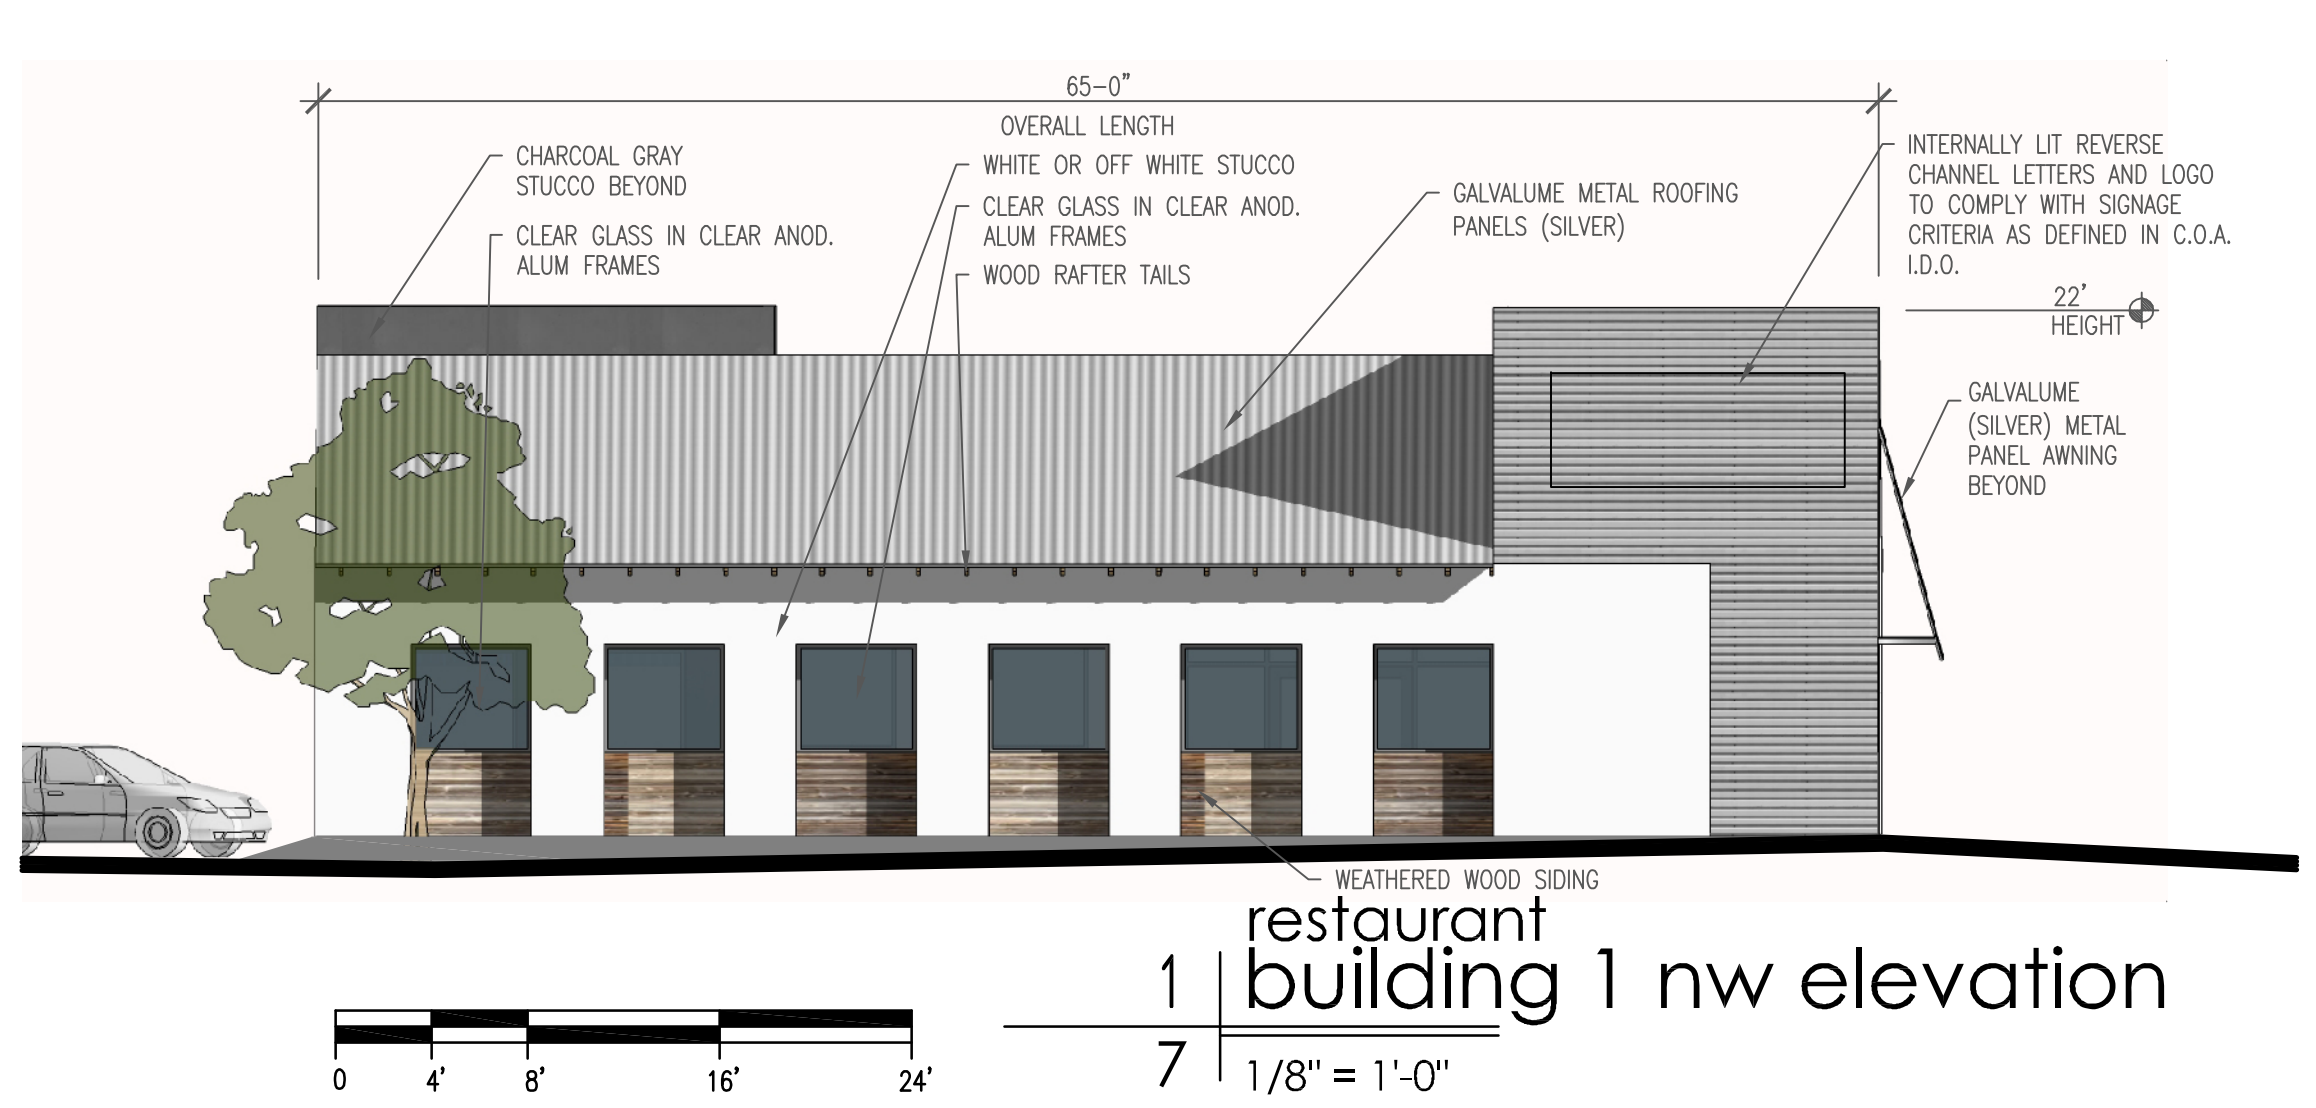 65-0"
OVERALL LENGTH
CHARCOAL GRAY
STUCCO BEYOND
CLEAR GLASS IN CLEAR ANOD.
ALUM FRAMES
WHITE OR OFF WHITE STUCCO
CLEAR GLASS IN CLEAR ANOD.
ALUM FRAMES
WOOD RAFTER TAILS
GALVALUME METAL ROOFING
PANELS (SILVER)
INTERNALLY LIT REVERSE
CHANNEL LETTERS AND LOGO
TO COMPLY WITH SIGNAGE
CRITERIA AS DEFINED IN C.O.A.
I.D.O.
22'
HEIGHT
GALVALUME
(SILVER) METAL
PANEL AWNING
BEYOND
WEATHERED WOOD SIDING
restaurant
1
building 1 nw elevation
7
1/8" = 1'-0"
0 4' 8' 16' 24'